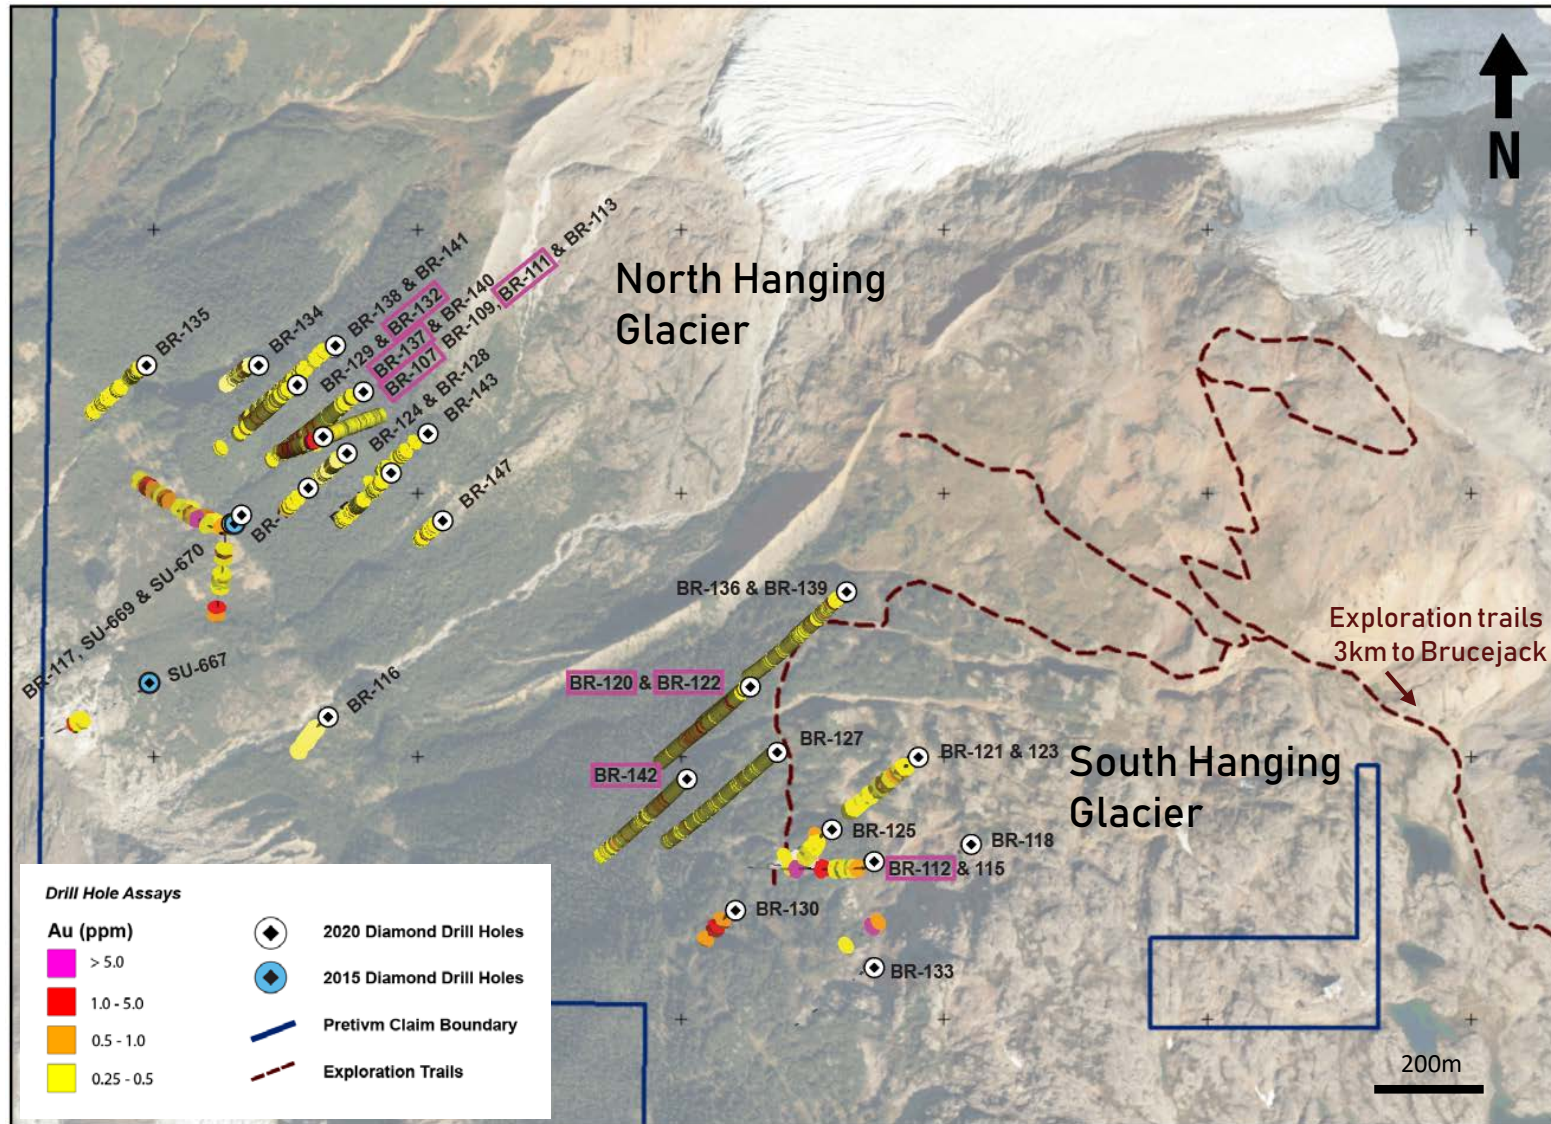 N
BR-135
BR-134
BR-138 & BR-141
BR-129 & BR-132
BR-137 & BR-140
BR-107, BR-109, BR-111 & BR-113
BR-124 & BR-128
BR-143
BR-147
North Hanging
Glacier
BR-
BR-117, SU-669 & SU-670
SU-667
BR-116
BR-136 & BR-139
BR-120 & BR-122
BR-127
BR-142
BR-121 & 123
South Hanging
Glacier
BR-125
BR-118
BR-112 & 115
BR-130
BR-133
Exploration trails
3km to Brucejack
Drill Hole Assays
Au (ppm)
> 5.0
1.0 - 5.0
0.5 - 1.0
0.25 - 0.5
2020 Diamond Drill Holes
2015 Diamond Drill Holes
Pretivm Claim Boundary
Exploration Trails
200m